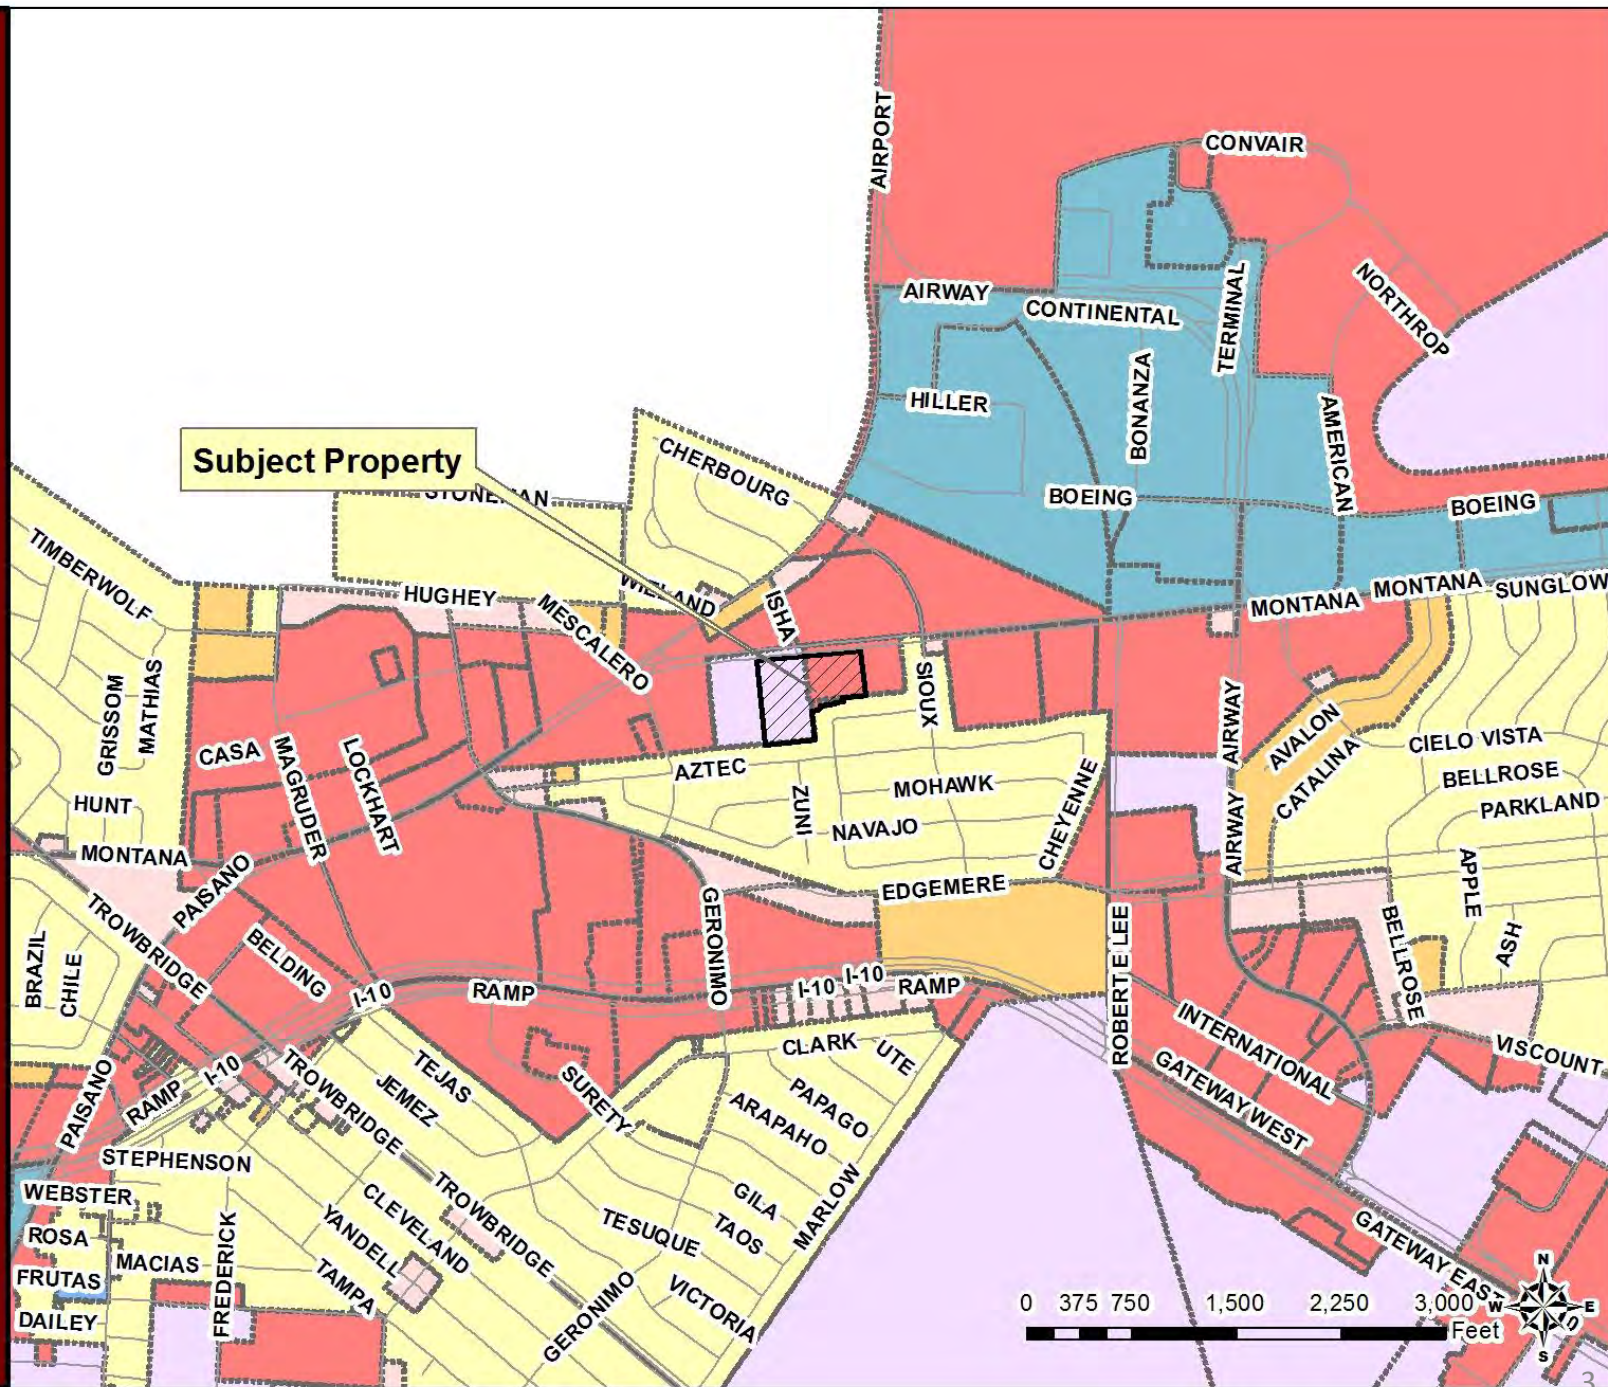 CONVAIR
AIRPORT
NORTHROP
TERMINAL
AIRWAY
CONTINENTAL
BONANZA
HILLER
AMERICAN
Subject Property
CHERBOURG
BOEING
BOEING
TIMBERWOLF
HUGHEY
MESCALERO
ISHA
MONTANA
MONTANA
SUNGLOW
GRISSOM
MATHIAS
SIOUX
AIRWAY
AVALON
CATALINA
CIELO VISTA
BELLROSE
PARKLAND
CASA
MAGRUDER
LOCKHART
AZTEC
ZUNI
MOHAWK
NAVAJO
CHEYENNE
AIRWAY
HUNT
MONTANA
PAISANO
EDGEMERE
APPLE
ASH
BELLROSE
TROWBRIDGE
BRAZIL
CHILE
BELDING
GERONIMO
ROBERT E LEE
I-10
RAMP
I-10
I-10
RAMP
INTERNATIONAL
VISCOUNT
GATEWAY WEST
CLARK
UTE
PAISANO
RAMP
I-10
TROWBRIDGE
TEJAS
JEMEZ
SURETY
PAPAGO
ARAPAHO
STEPHENSON
WEBSTER
ROSA
FRUTAS
DAILEY
MACIAS
FREDERICK
YANDELL
CLEVELAND
TROWBRIDGE
TAMPA
TESUQUE
GILA
TAOS
MARLOW
GERONIMO
VICTORIA
GATEWAY EAST
0 375 750 1,500 2,250 3,000
Feet
N
W
E
S
3